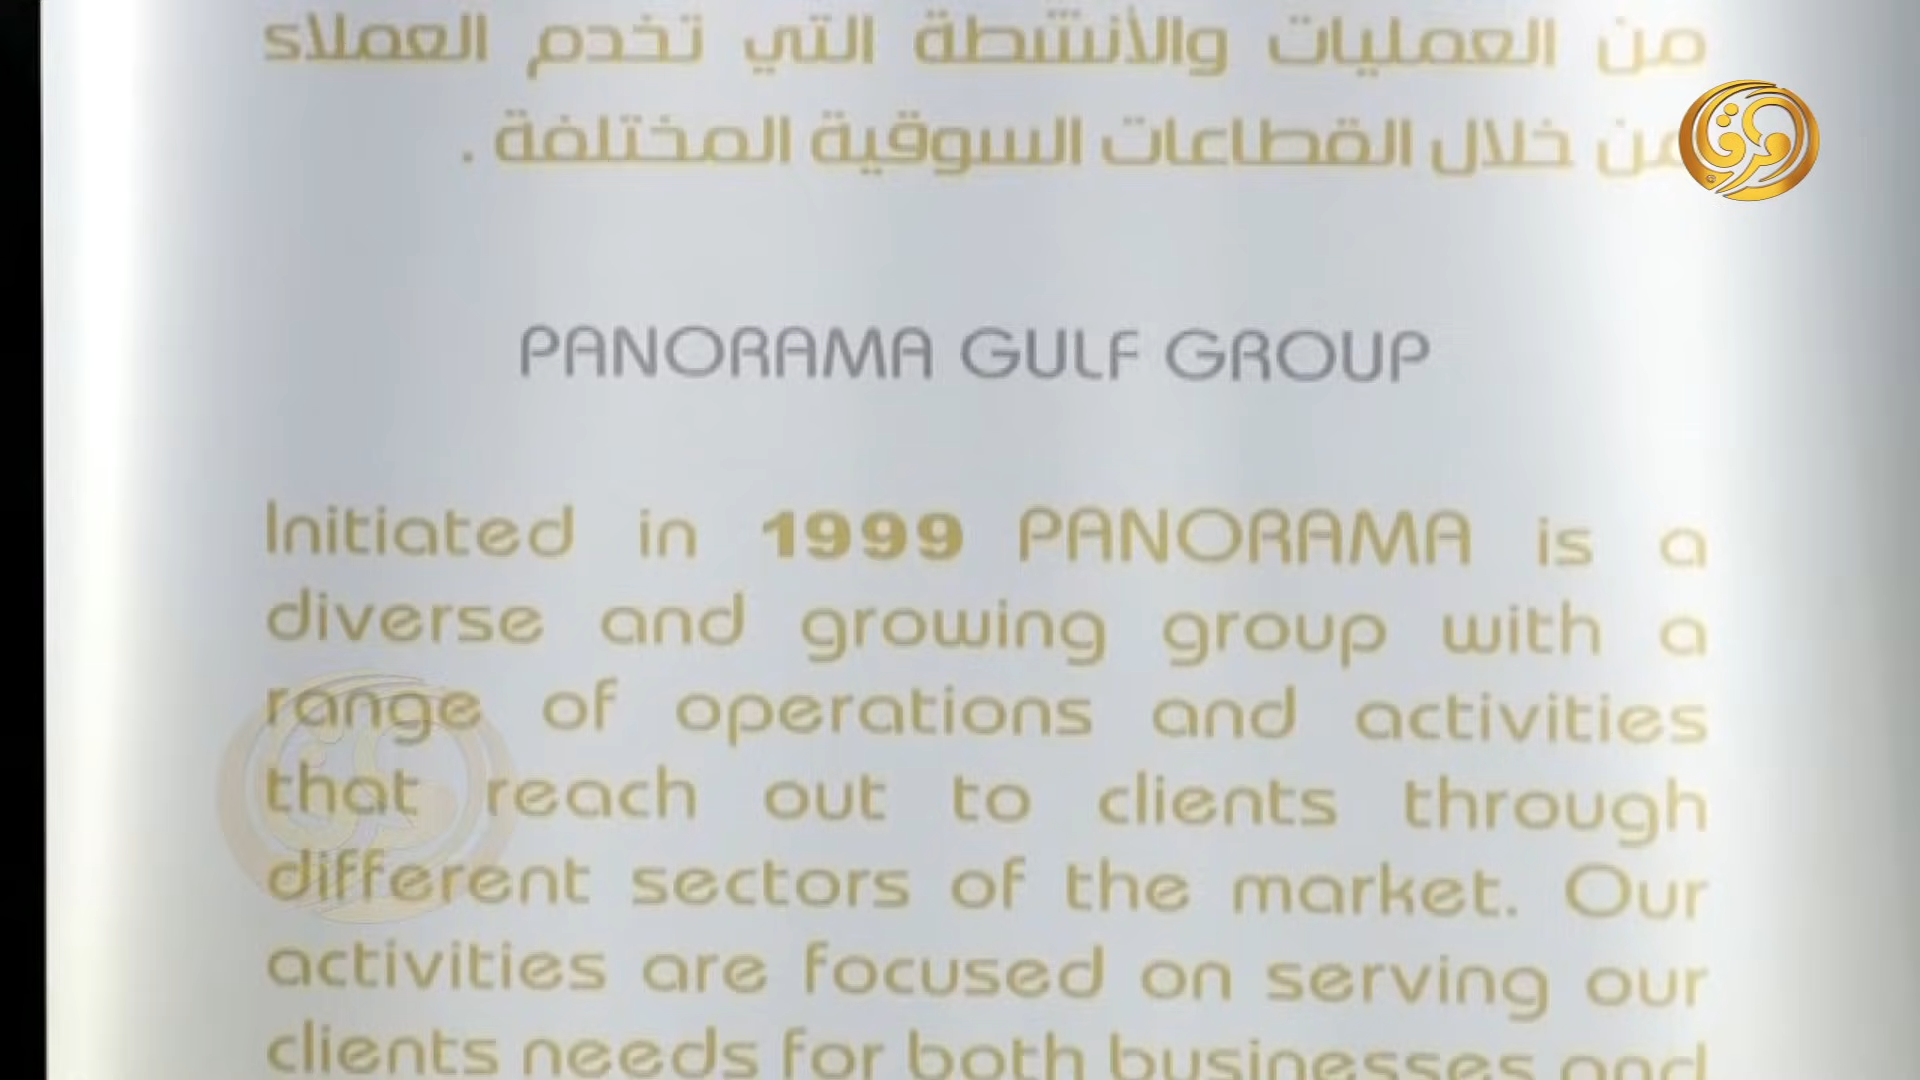 من العمليات والأنشطة التي تخدم العملاء
من خلال القطاعات السوقية المختلفة .
PANORAMA GULF GROUP
Initiated in 1999 PANORAMA is a
diverse and growing group with a
range of operations and activities
that reach out to clients through
different sectors of the market. Our
activities are focused on serving our
clients needs for both businesses and